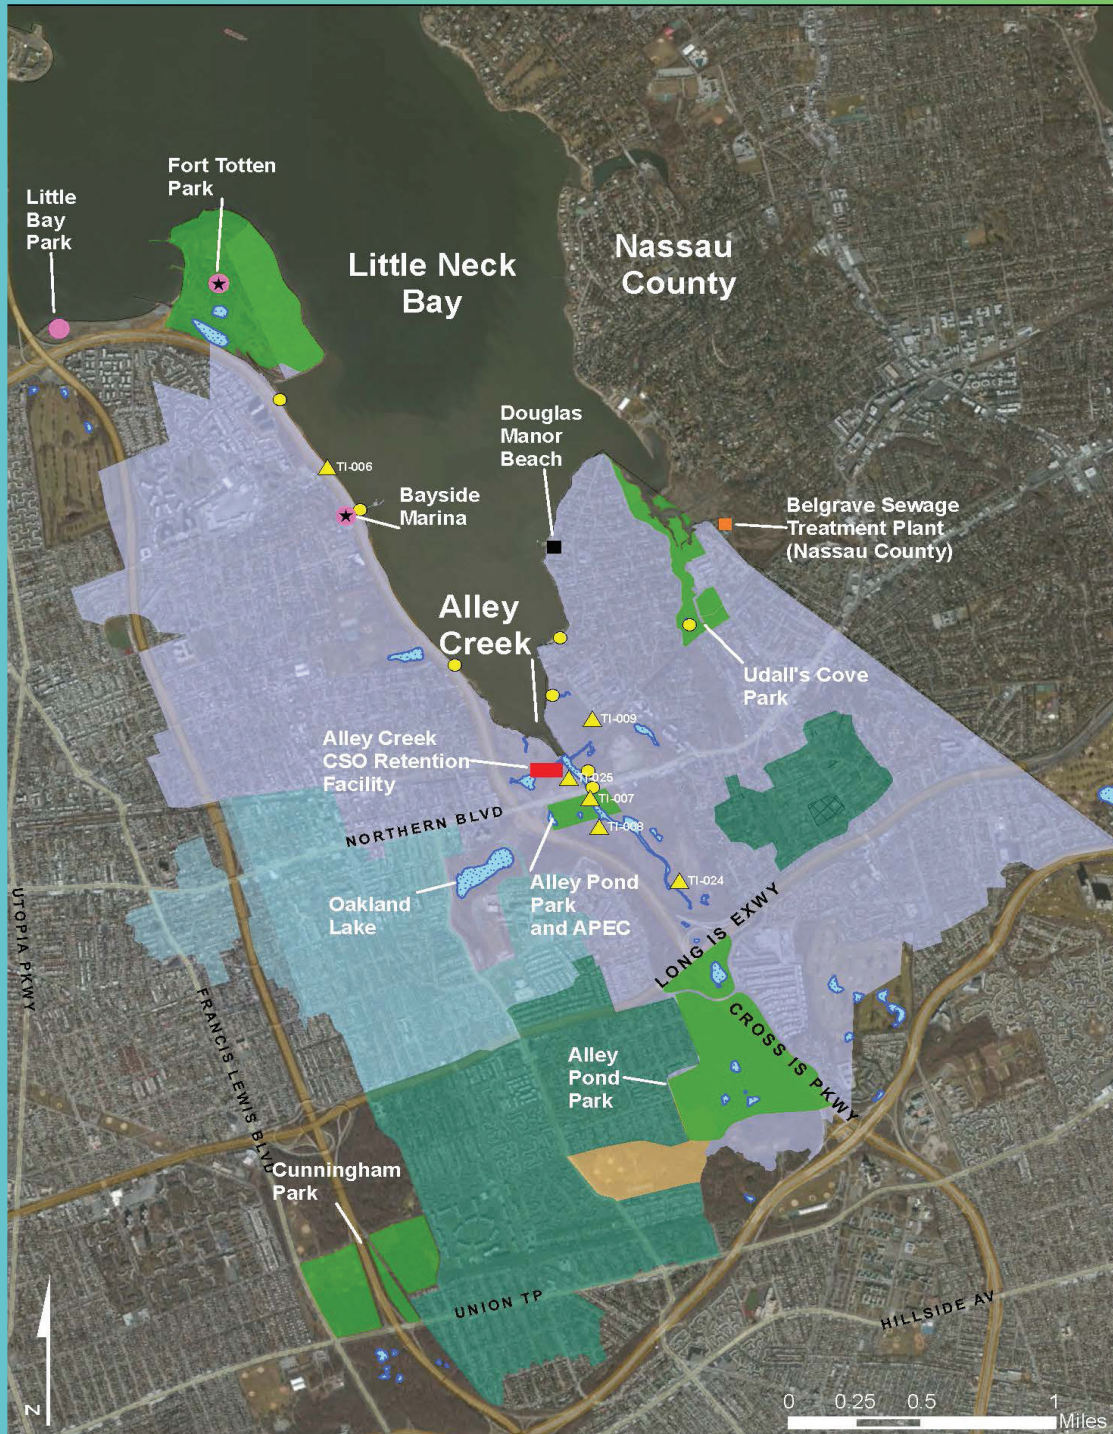 Fort Totten
Park
Little
Bay
Park
Little Neck
Bay
Nassau
County
Douglas
Manor
Beach
TI-006
Bayside
Marina
Belgrave Sewage
Treatment Plant
(Nassau County)
Alley
Creek
Udall's Cove
Park
TI-009
Alley Creek
CSO Retention
Facility
TI-025
TI-007
TI-008
NORTHERN BLVD
TI-024
Oakland
Lake
Alley Pond
Park
and APEC
LONG IS EXWY
UTOPIA PKWY
FRANCIS LEWIS BLVD
CROSS IS PKWY
Alley
Pond
Park
Cunningham
Park
UNION TP
HILLSIDE AV
N
0 0.25 0.5 1
Miles